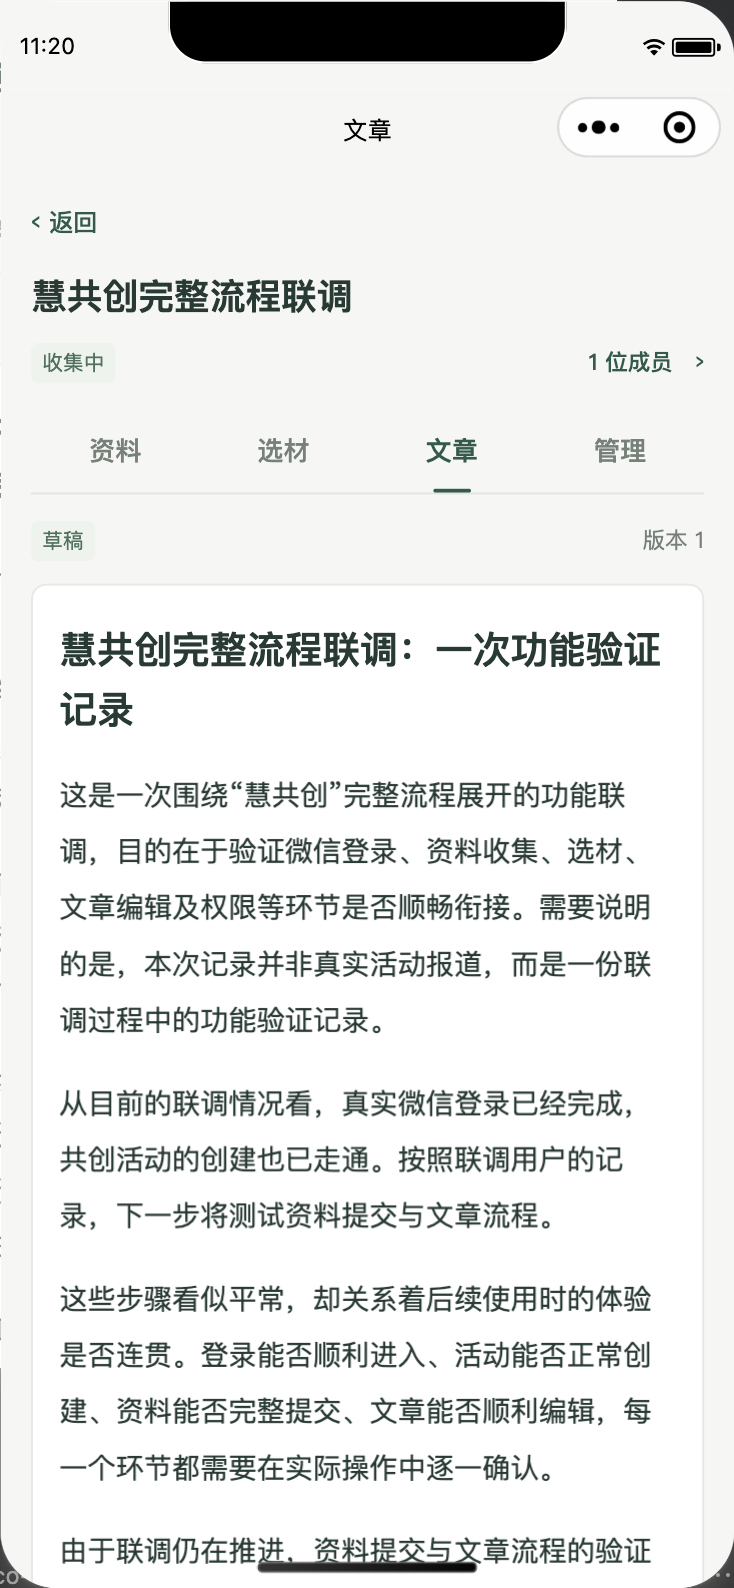 11:20
文章
返回
慧共创完整流程联调
收集中
1 位成员
资料 选材 文章 管理
草稿
版本 1
慧共创完整流程联调：一次功能验证
记录
这是一次围绕“慧共创”完整流程展开的功能联
调，目的在于验证微信登录、资料收集、选材、
文章编辑及权限等环节是否顺畅衔接。需要说明
的是，本次记录并非真实活动报道，而是一份联
调过程中的功能验证记录。
从目前的联调情况看，真实微信登录已经完成，
共创活动的创建也已走通。按照联调用户的记
录，下一步将测试资料提交与文章流程。
这些步骤看似平常，却关系着后续使用时的体验
是否连贯。登录能否顺利进入、活动能否正常创
建、资料能否完整提交、文章能否顺利编辑，每
一个环节都需要在实际操作中逐一确认。
由于联调仍在推进，资料提交与文章流程的验证